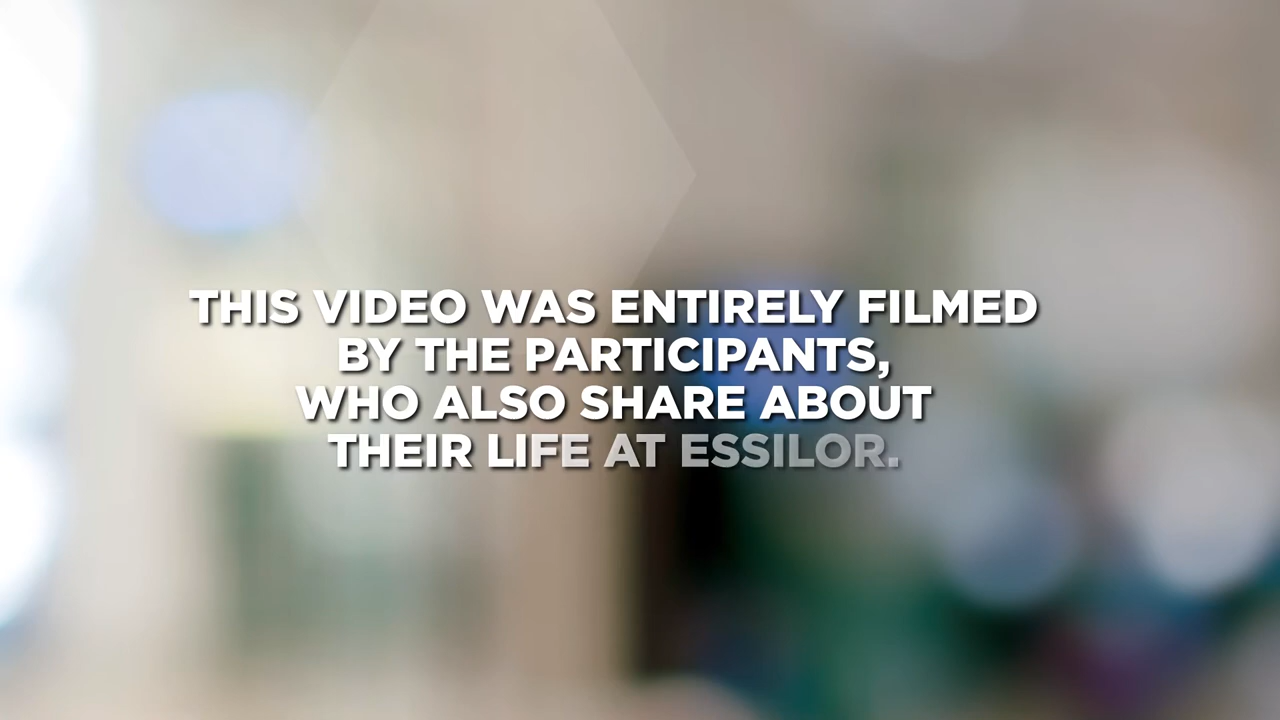 THIS VIDEO WAS ENTIRELY FILMED
BY THE PARTICIPANTS,
WHO ALSO SHARE ABOUT
THEIR LIFE AT ESSILOR.